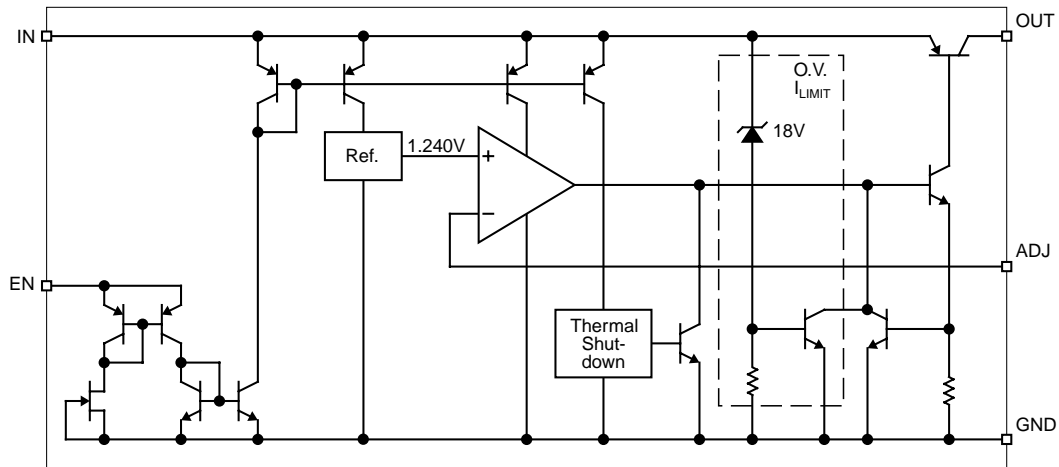 IN
OUT
O.V.
ILIMIT
18V
Ref.
1.240V
+
−
ADJ
EN
Thermal
Shut-
down
GND